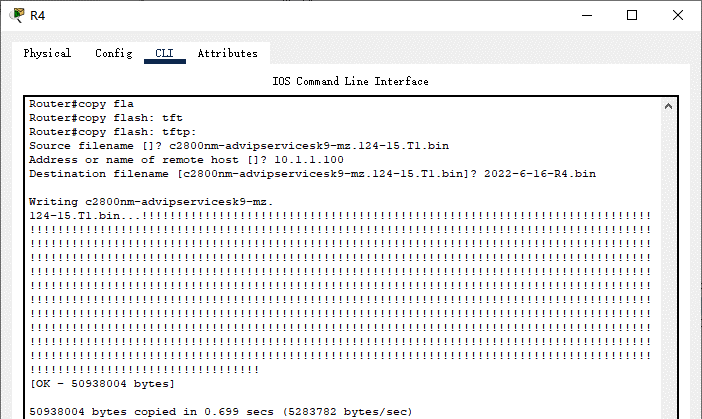 R4
Physical Config CLI Attributes
IOS Command Line Interface
Router#copy fla
Router#copy flash: tft
Router#copy flash: tftp:
Source filename []? c2800nm-advipservicesk9-mz.124-15.T1.bin
Address or name of remote host []? 10.1.1.100
Destination filename [c2800nm-advipservicesk9-mz.124-15.T1.bin]? 2022-6-16-R4.bin
Writing c2800nm-advipservicesk9-mz.
124-15.T1.bin...!!!!!!!!!!!!!!!!!!!!!!!!!!!!!!!!!!!!!!!!!!!!!!!!!!!!!!!!!!!!!!!!!!!!!!!!!
!!!!!!!!!!!!!!!!!!!!!!!!!!!!!!!!!!!!!!!!!!!!!!!!!!!!!!!!!!!!!!!!!!!!!!!!!!!!!!!!!!!!!!!!!
!!!!!!!!!!!!!!!!!!!!!!!!!!!!!!!!!!!!!!!!!!!!!!!!!!!!!!!!!!!!!!!!!!!!!!!!!!!!!!!!!!!!!!!!!
!!!!!!!!!!!!!!!!!!!!!!!!!!!!!!!!!!!!!!!!!!!!!!!!!!!!!!!!!!!!!!!!!!!!!!!!!!!!!!!!!!!!!!!!!
!!!!!!!!!!!!!!!!!!!!!!!!!!!!!!!!!!!!!!!!!!!!!!!!!!!!!!!!!!!!!!!!!!!!!!!!!!!!!!!!!!!!!!!!!
!!!!!!!!!!!!!!!!!!!!!!!!!!!!!!!!!!!!!!!!!!!!!!!!!!!!!!!!!!!!!!!!!!!!!!!!!!!!!!!!!!!!!!!!!
!!!!!!!!!!!!!!!!!!!!!!!!!!!!!!!!!!!!!!!!!!!!!!!!!!!!!!!!!!!!!!!!!!!!!!!!!!!!!!!!!!!!!!!!!
!!!!!!!!!!!!!!!!!!!!!!!!!!!!!!!!!!!!!!!!!!!!!!!!!!!!!!!!!!!!!!!!!!!!!!!!!!!!!!!!!!!!!!!!!
!!!!!!!!!!!!!!!!!!!!!!!!!!!!!!!!!!!!!!!!!!!!!!!!!!!!!!!!!!!!!!!!!!!!!!!!!!!!!!!!!!!!!!!!!
!!!!!!!!!!!!!!!!!!!!!!!!!!!!!!!!!!!!!!!!!!!!!!!!!!!!!!!!!!!!!!!!!!!!!!!!!!!!!!!!!!!!!!!!!
!!!!!!!!!!!!!!!!!!!!!!!!!!!!!!!!!!!!!!!!!!!!!!!!!!!!!!!!!!!!!!!!!!!!!!!!!!!!!!!!!!!!!!!!!
!!!!!!!!!!!!!!!!!!!!!!!!!!!!!!!!!
[OK - 50938004 bytes]
50938004 bytes copied in 0.699 secs (5283782 bytes/sec)